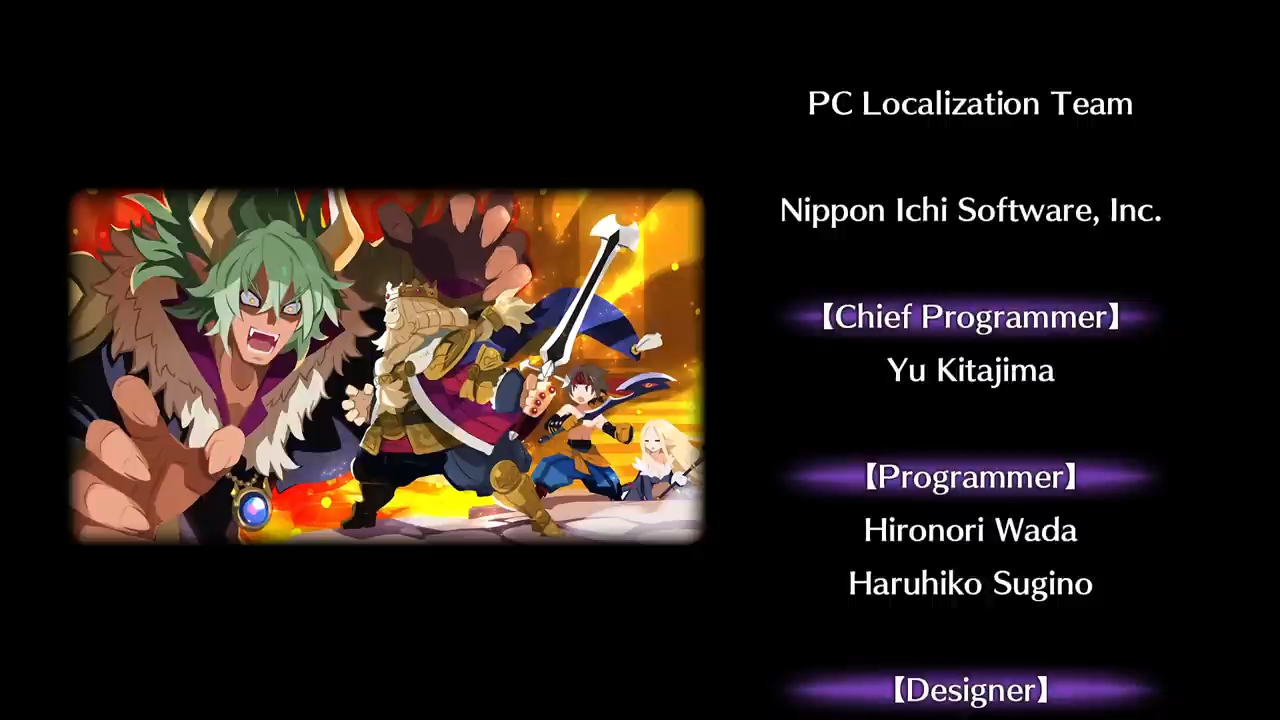 PC Localization Team
Nippon Ichi Software, Inc.
【Chief Programmer】
Yu Kitajima
【Programmer】
Hironori Wada
Haruhiko Sugino
【Designer】